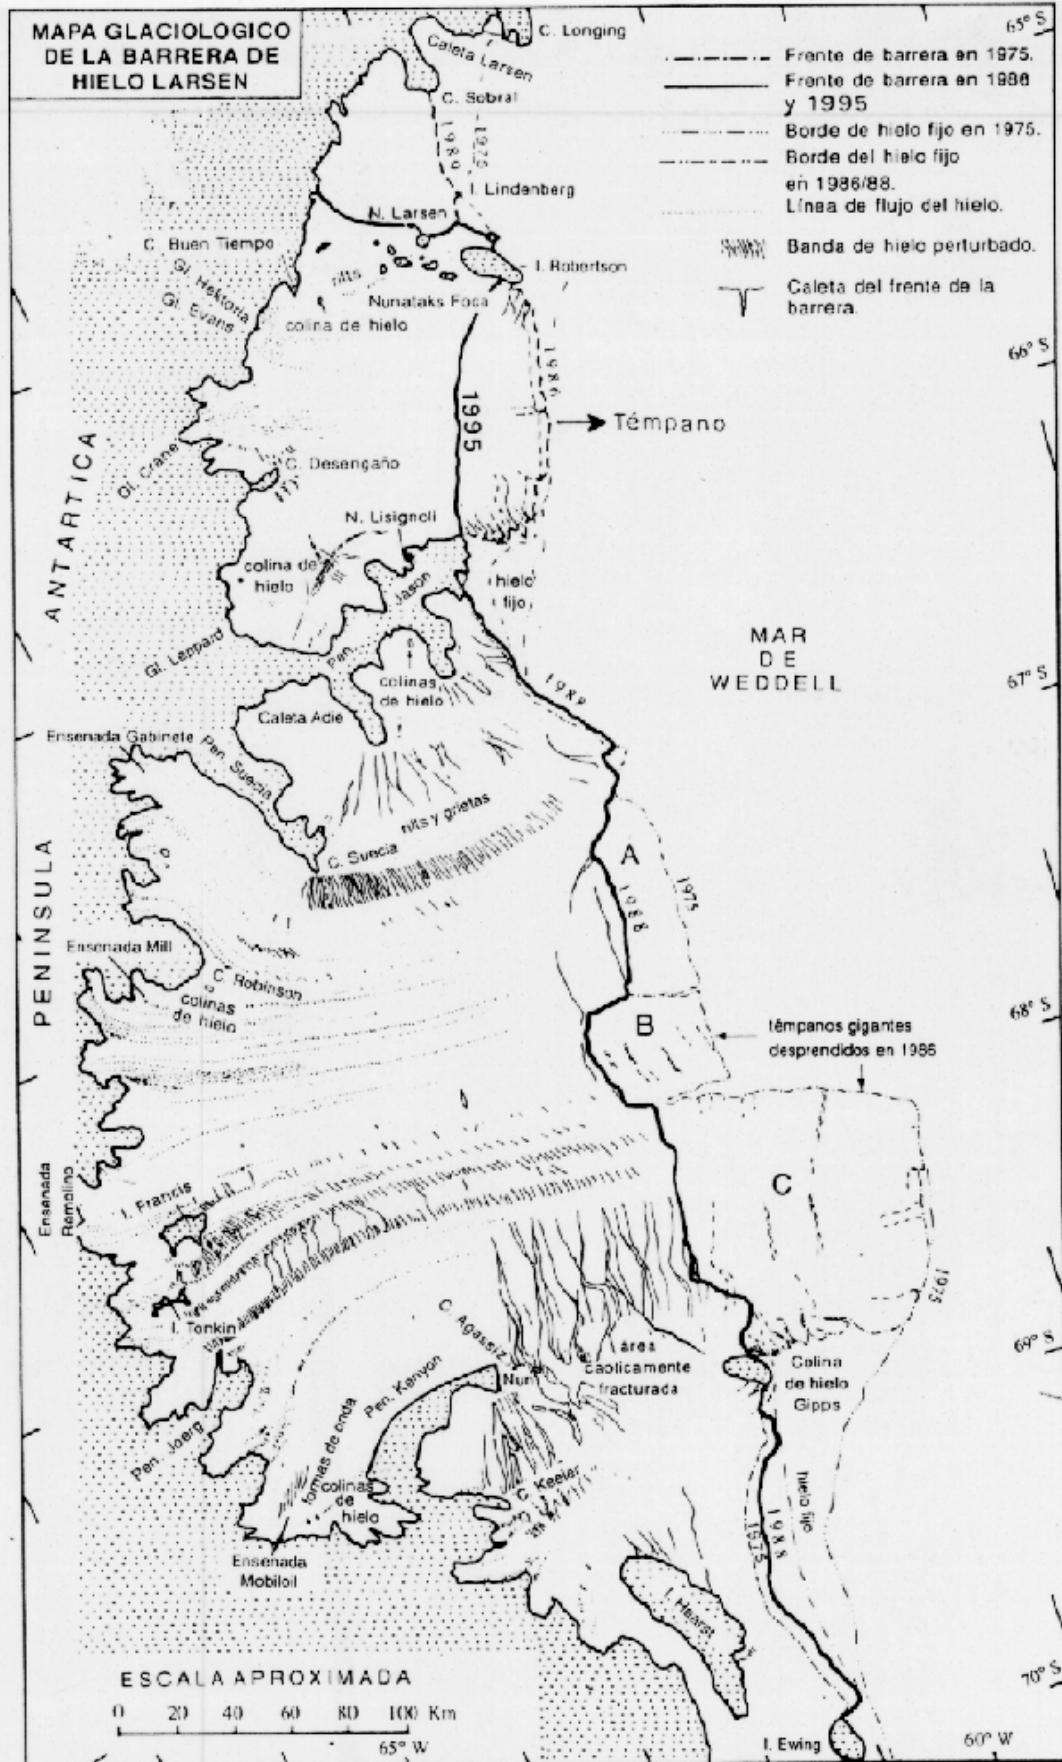 MAPA GLACIOLOGICO
DE LA BARRERA DE
HIELO LARSEN
Frente de barrera en 1975.
Frente de barrera en 1986
y 1995
Borde de hielo fijo en 1975.
Borde del hielo fijo
en 1986/88.
Línea de flujo del hielo.
Banda de hielo perturbado.
Caleta del frente de la
barrera.
65° S
C. Longing
Caleta Larsen
C. Sobral
1989
1975
I. Lindenberg
N. Larsen
C. Buen Tiempo
Gl. Hektoria
Gl. Evans
rifts
I. Robertson
Nunataks Foca
colina de hielo
66° S
1986
1995
Témpano
Gl. Crane
C. Desengaño
N. Lisignoli
ANTARTICA
colina de
hielo
Pen. Jason
hielo
fijo
Gl. Leppard
MAR
DE
WEDDELL
67° S
colinas
de hielo
1989
Caleta Adie
Ensenada Gabinete
Pen. Suecia
rifts y grietas
C. Suecia
A
1975
1988
PENINSULA
Ensenada Mill
C. Robinson
colinas
de hielo
68° S
B
témpanos gigantes
desprendidos en 1986
C
Ensenada
Remolino
I. Francis
1975
I. Tonkin
C. Agassiz
Nun
área
caoticamente
fracturada
69° S
Colina
de hielo
Gipps
Pen. Kenyon
Pen. Joerg
formas de onda
colinas
de
hielo
C. Keeler
hielo fijo
1988
1975
Ensenada
Mobiloil
I. Hearst
ESCALA APROXIMADA
0 20 40 60 80 100 Km
65° W
70° S
I. Ewing
60° W